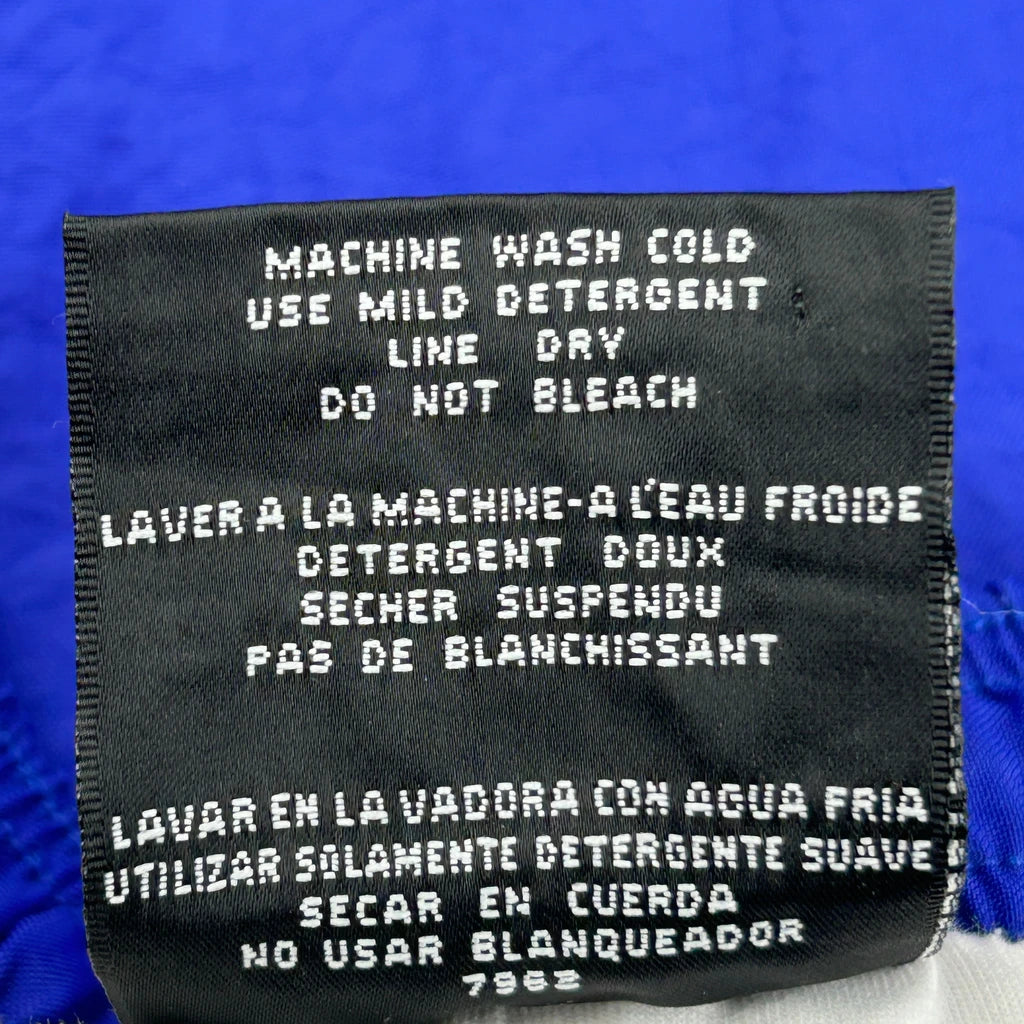 MACHINE WASH COLD
USE MILD DETERGENT
LINE DRY
DO NOT BLEACH
LAVER A LA MACHINE-A L'EAU FROIDE
DETERGENT DOUX
SECHER SUSPENDU
PAS DE BLANCHISSANT
LAVAR EN LA VADORA CON AGUA FRIA
UTILIZAR SOLAMENTE DETERGENTE SUAVE
SECAR EN CUERDA
NO USAR BLANQUEADOR
7962